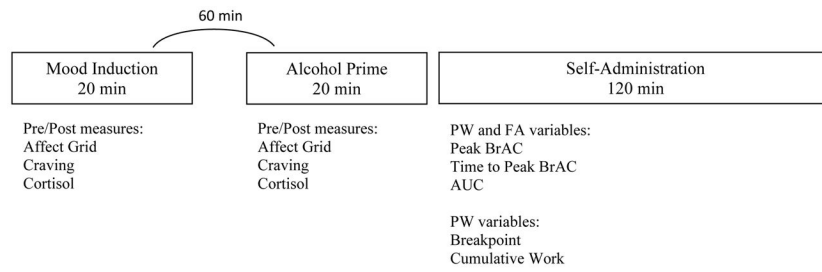 60 min
Mood Induction
20 min
Alcohol Prime
20 min
Self-Administration
120 min
Pre/Post measures:
Affect Grid
Craving
Cortisol
Pre/Post measures:
Affect Grid
Craving
Cortisol
PW and FA variables:
Peak BrAC
Time to Peak BrAC
AUC
PW variables:
Breakpoint
Cumulative Work